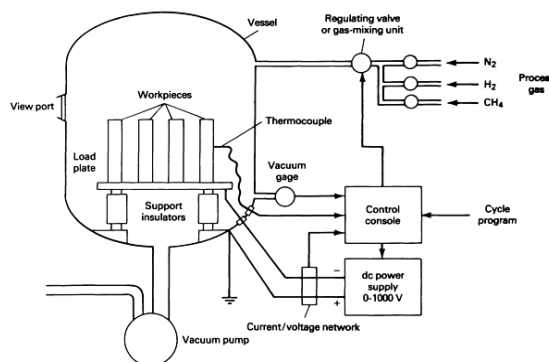 Vessel
Regulating valve
or gas-mixing unit
N2
H2
CH4
Process
gas
View port
Workpieces
Thermocouple
Load
plate
Vacuum
gage
Support
insulators
Control
console
Cycle
program
dc power
supply
0-1000 V
−
+
Current/voltage network
Vacuum pump